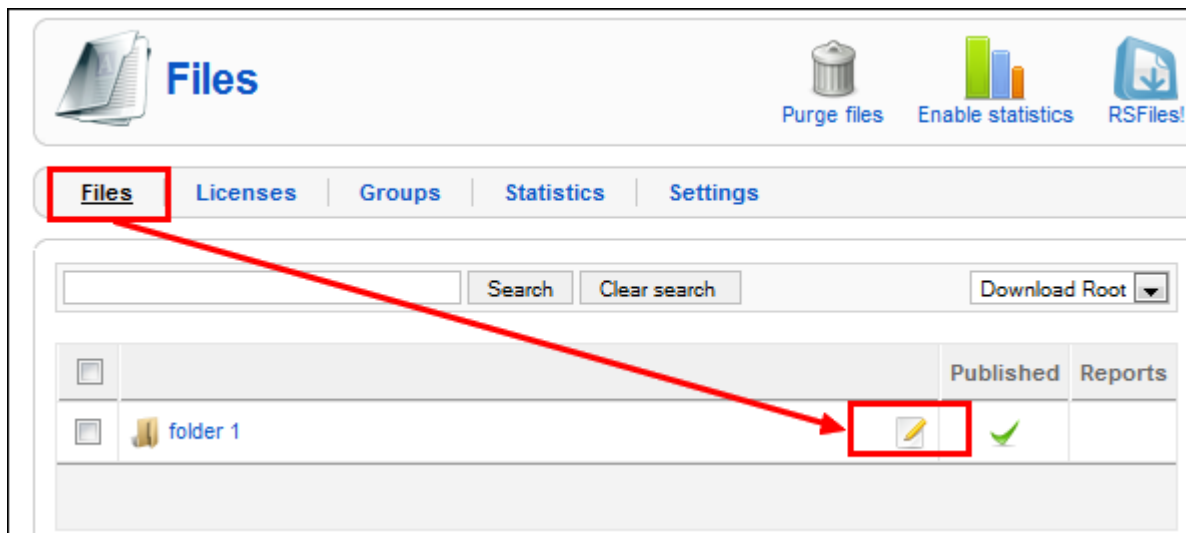 Files
Purge files
Enable statistics
RSFiles!
Files
Licenses
Groups
Statistics
Settings
Search
Clear search
Download Root
Published
Reports
folder 1